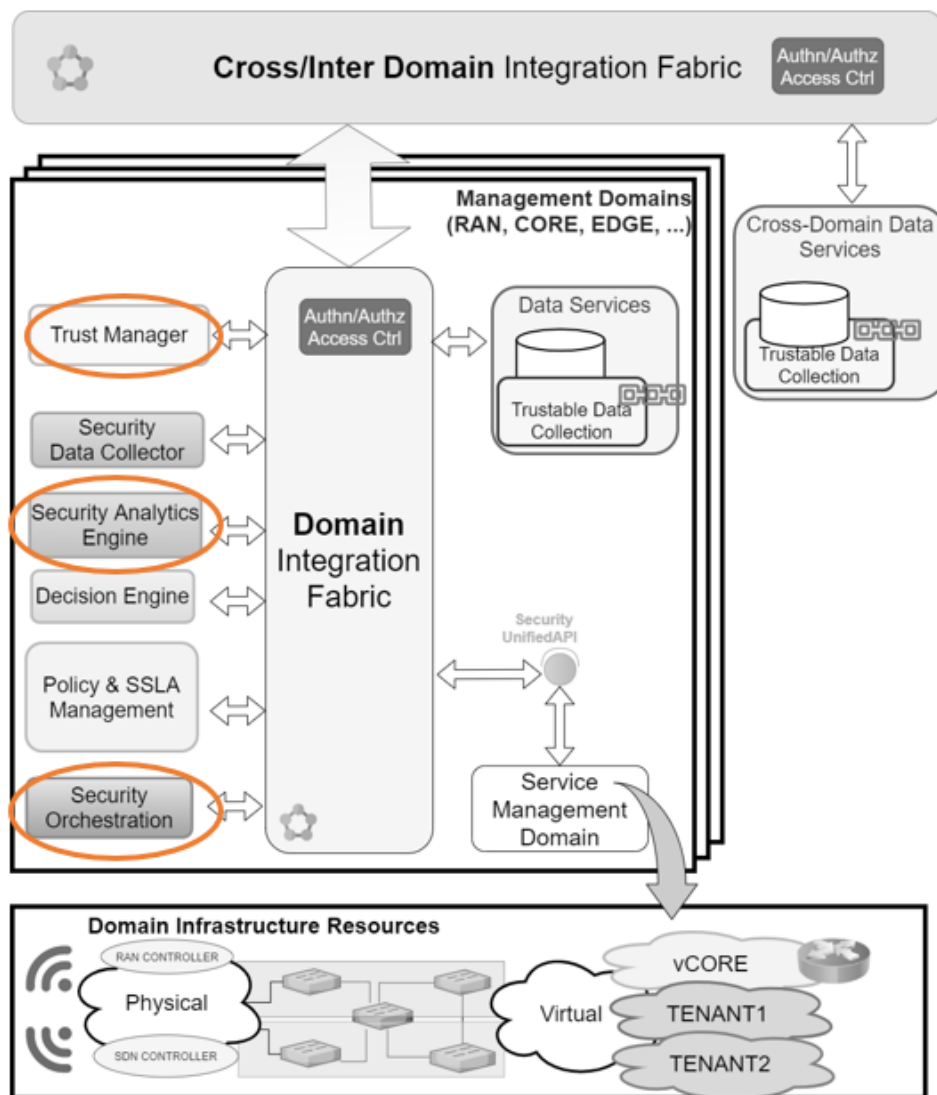 Cross/Inter Domain Integration Fabric
Authn/Authz
Access Ctrl
Management Domains
(RAN, CORE, EDGE, ...)
Cross-Domain Data
Services
Trustable Data
Collection
Trust Manager
Security
Data Collector
Security Analytics
Engine
Decision Engine
Policy & SSLA
Management
Security
Orchestration
Authn/Authz
Access Ctrl
Domain
Integration
Fabric
Data Services
Trustable Data
Collection
Security
UnifiedAPI
Service
Management
Domain
Domain Infrastructure Resources
RAN CONTROLLER
Physical
SDN CONTROLLER
Virtual
vCORE
TENANT1
TENANT2